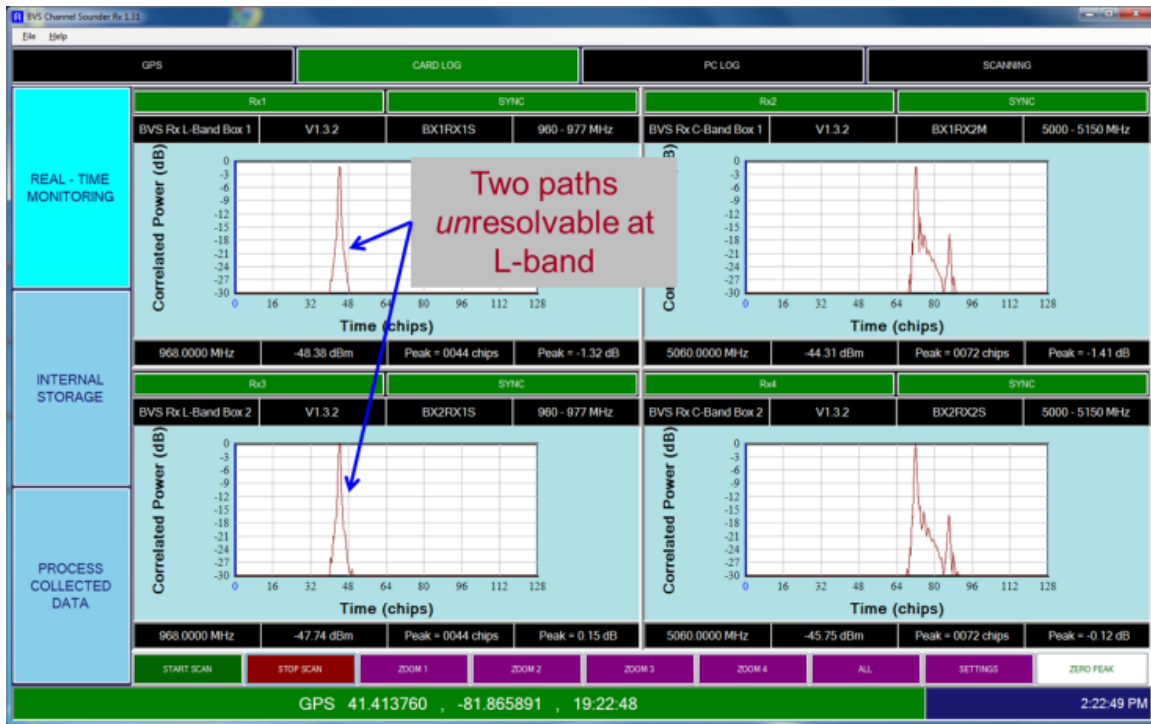 BVS Channel Sounder Rx 1.31
File Help
GPS CARD LOG PC LOG SCANNING
REAL - TIME
MONITORING
INTERNAL
STORAGE
PROCESS
COLLECTED
DATA
Rx1 SYNC
BVS Rx L-Band Box 1 V1.3.2 BX1RX1S 960 - 977 MHz
Correlated Power (dB)
0
-3
-6
-9
-12
-15
-18
-21
-24
-27
-30
0 16 32 48 64 80 96 112 128
Time (chips)
968.0000 MHz -48.38 dBm Peak = 0044 chips Peak = -1.32 dB
Two paths
unresolvable at
L-band
Rx2 SYNC
BVS Rx C-Band Box 1 V1.3.2 BX1RX2M 5000 - 5150 MHz
0
-3
-6
-9
-12
-15
-18
-21
-24
-27
-30
0 16 32 48 64 80 96 112 128
Time (chips)
5060.0000 MHz -44.31 dBm Peak = 0072 chips Peak = -1.41 dB
Rx3 SYNC
BVS Rx L-Band Box 2 V1.3.2 BX2RX1S 960 - 977 MHz
Correlated Power (dB)
0
-3
-6
-9
-12
-15
-18
-21
-24
-27
-30
0 16 32 48 64 80 96 112 128
Time (chips)
968.0000 MHz -47.74 dBm Peak = 0044 chips Peak = 0.15 dB
Rx4 SYNC
BVS Rx C-Band Box 2 V1.3.2 BX2RX2S 5000 - 5150 MHz
Correlated Power (dB)
0
-3
-6
-9
-12
-15
-18
-21
-24
-27
-30
0 16 32 48 64 80 96 112 128
Time (chips)
5060.0000 MHz -45.75 dBm Peak = 0072 chips Peak = -0.12 dB
START SCAN STOP SCAN ZOOM 1 ZOOM 2 ZOOM 3 ZOOM 4 ALL SETTINGS ZERO PEAK
GPS 41.413760 , -81.865891 , 19:22:48
2:22:49 PM